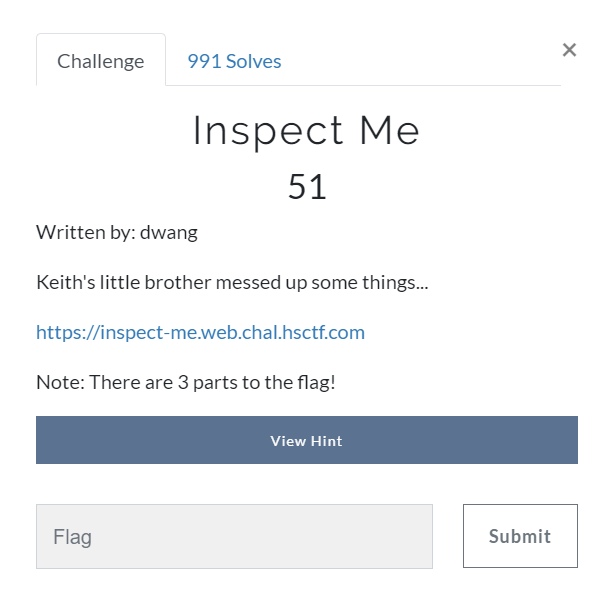 Challenge 991 Solves ×
Inspect Me
51
Written by: dwang
Keith's little brother messed up some things...
https://inspect-me.web.chal.hsctf.com
Note: There are 3 parts to the flag!
View Hint
Flag Submit